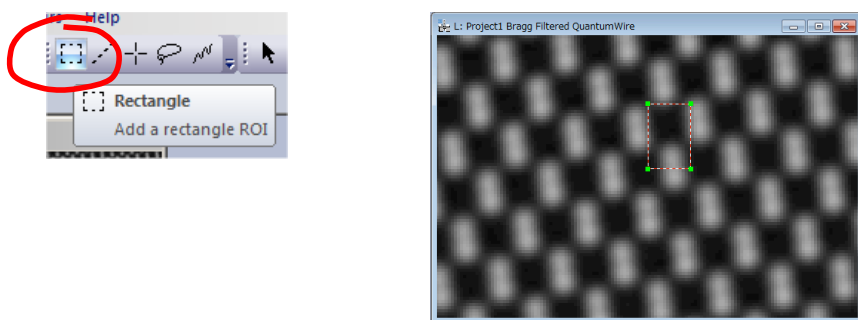 Help
Rectangle
Add a rectangle ROI
L: Project1 Bragg Filtered QuantumWire